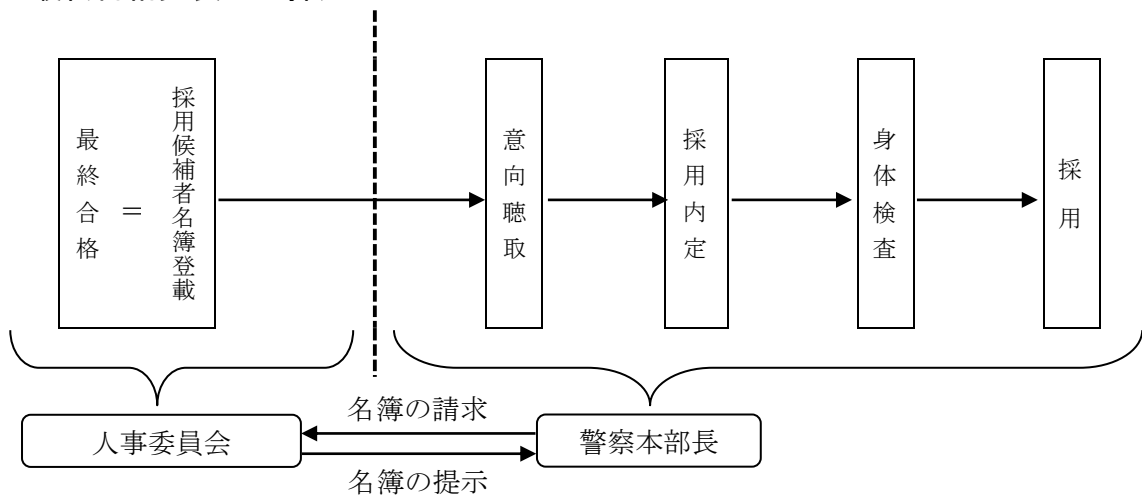 最終合格
＝
採用候補者名簿登載
意向聴取
採用内定
身体検査
採用
名簿の請求
人事委員会
警察本部長
名簿の提示